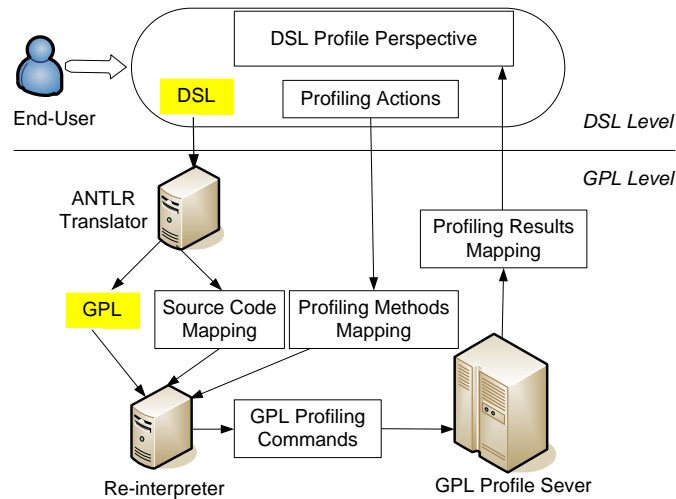 DSL Profile Perspective
DSL
Profiling Actions
End-User
DSL Level
GPL Level
ANTLR
Translator
Profiling Results
Mapping
GPL
Source Code
Mapping
Profiling Methods
Mapping
GPL Profiling
Commands
Re-interpreter
GPL Profile Sever